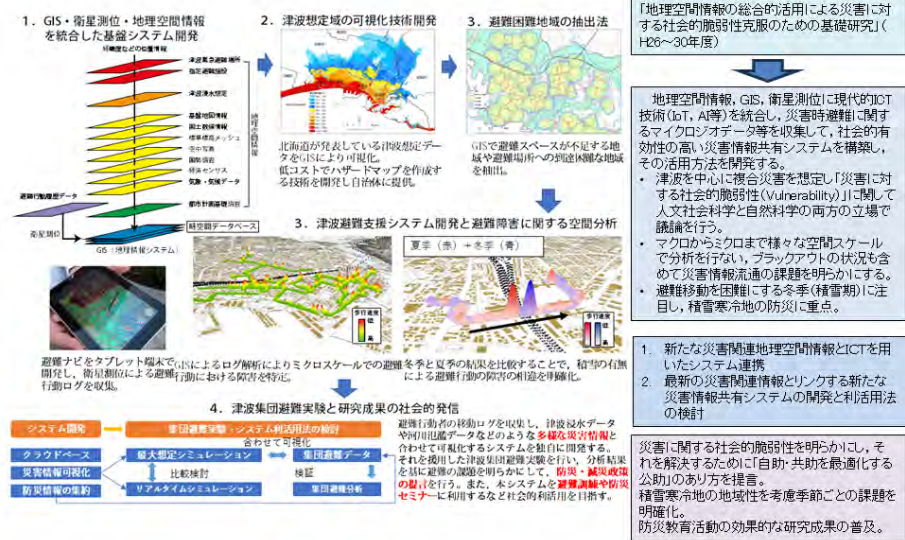 1．GIS・衛星測位・地理空間情報
を統合した基盤システム開発
津波緊急避難場所
指定避難施設
津波浸水想定
基盤地図情報
国土数値情報
標準標高メッシュ
空中写真
国勢調査
経済センサス
気象・気候データ
避難行動履歴データ
都市計画基礎調査
地理空間情報
時空間データベース
衛星測位
GIS（地理情報システム）
避難ナビをタブレット端末で
開発し、衛星測位による避難
行動ログを収集。
2．津波想定域の可視化技術開発
北海道が発表している津波想定デー
タをGISにより可視化。
低コストでハザードマップを作成す
る技術を開発し自治体に提供。
3．避難困難地域の抽出法
GISで避難スペースが不足する地
域や避難場所への到達困難な地域
を抽出。
3．津波避難支援システム開発と避難障害に関する空間分析
歩行速度
低
高
GISによるログ解析によりミクロスケールでの避難
行動における障害を特定。
夏季（赤）→冬季（青）
歩行速度
低
高
冬季と夏季の結果を比較することで、積雪の有無
による避難行動の障害の相違を明確化。
4．津波集団避難実験と研究成果の社会的発信
システム開発
集団避難実験・システム利活用法の検討
合わせて可視化
クラウドベース
災害情報可視化
防災情報の集約
最大想定シミュレーション
集団避難データ
比較検討
検証
リアルタイムシミュレーション
集団避難分析
避難行動者の移動ログを収集し、津波浸水データ
や河川氾濫データなどのような多様な災害情報と
合わせて可視化するシステムを独自に開発する。
それを援用した津波集団避難実験を行い、分析結果
を基に避難の課題を明らかにして、防災・減災政策
の提言を行う。また、本システムを避難訓練や防災
セミナーに利用するなど社会的利活用を目指す。
「地理空間情報の総合的活用による災害に対
する社会的脆弱性克服のための基礎研究」(
H26～30年度)
地理空間情報，GIS，衛星測位に現代的ICT
技術(IoT，AI等)を統合し，災害時避難に関する
マイクロジオデータ等を収集して，社会的有効
性の高い災害情報共有システムを構築し，
その活用方法を開発する。
• 津波を中心に複合災害を想定し「災害に対
する社会的脆弱性(Vulnerability)」に関して
人文社会科学と自然科学の両方の立場で
議論を行う。
• マクロからミクロまで様々な空間スケール
で分析を行ない，ブラックアウトの状況も含
めて災害情報流通の課題を明らかにする。
• 避難移動を困難にする冬季(積雪期)に注
目し，積雪寒冷地の防災に重点。
1. 新たな災害関連地理空間情報とICTを用
いたシステム連携
2. 最新の災害関連情報とリンクする新たな
災害情報共有システムの開発と利活用法
の検討
災害に関する社会的脆弱性を明らかにし，そ
れを解決するために「自助・共助を最適化する
公助」のあり方を提言。
積雪寒冷地の地域性を考慮季節ごとの課題
を明確化。
防災教育活動の効果的な研究成果の普及。